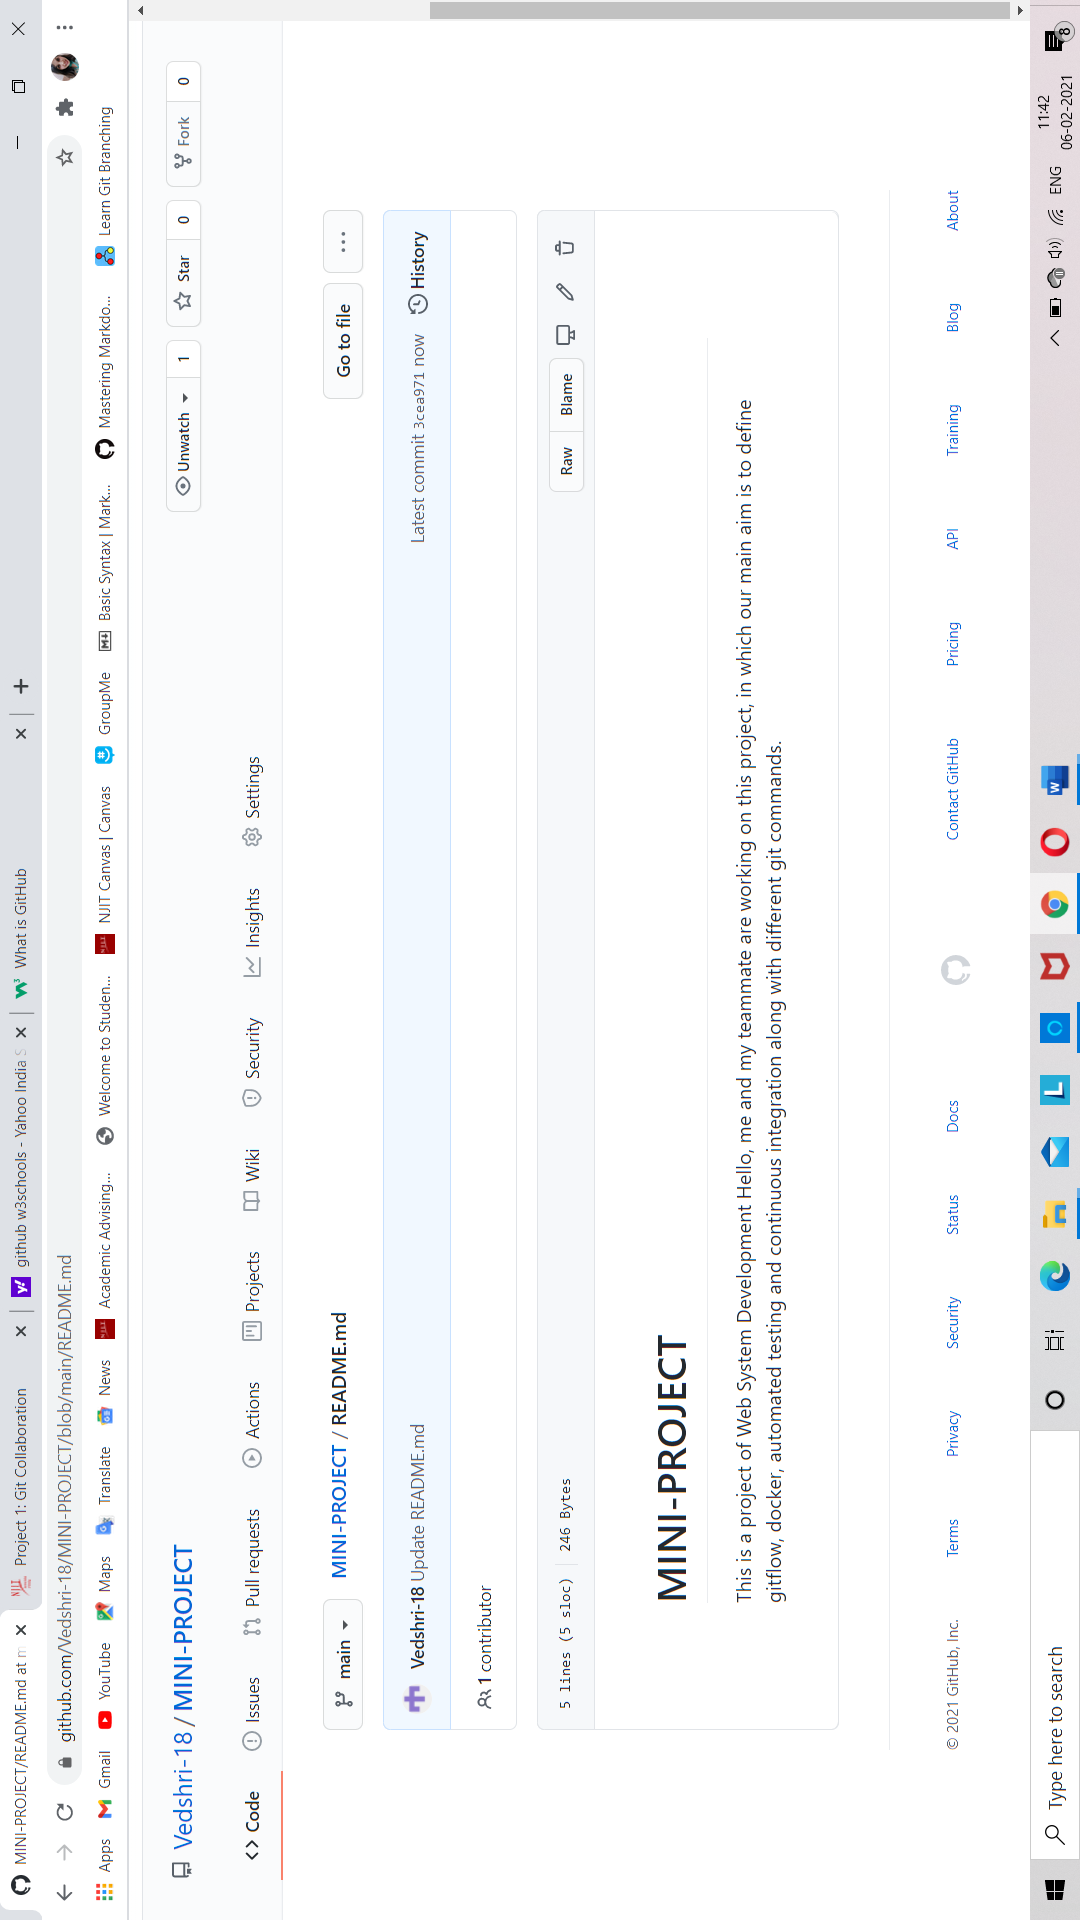 MINI-PROJECT/README.md at m
Project 1: Git Collaboration
github w3schools - Yahoo India S
What is GitHub
github.com/Vedshri-18/MINI-PROJECT/blob/main/README.md
Apps
Gmail
YouTube
Maps
Translate
News
Academic Advising...
Welcome to Studen...
NJIT Canvas | Canvas
GroupMe
Basic Syntax | Mark...
Mastering Markdo...
Learn Git Branching
Vedshri-18 / MINI-PROJECT
Unwatch 1
Star 0
Fork 0
Code
Issues
Pull requests
Actions
Projects
Wiki
Security
Insights
Settings
main
MINI-PROJECT / README.md
Go to file
...
Vedshri-18 Update README.md
Latest commit 3cea971 now
History
1 contributor
5 lines (5 sloc) 246 Bytes
Raw
Blame
MINI-PROJECT
This is a project of Web System Development Hello, me and my teammate are working on this project, in which our main aim is to define
gitflow, docker, automated testing and continuous integration along with different git commands.
© 2021 GitHub, Inc.
Terms
Privacy
Security
Status
Docs
Contact GitHub
Pricing
API
Training
Blog
About
Type here to search
ENG
11:42
06-02-2021
8